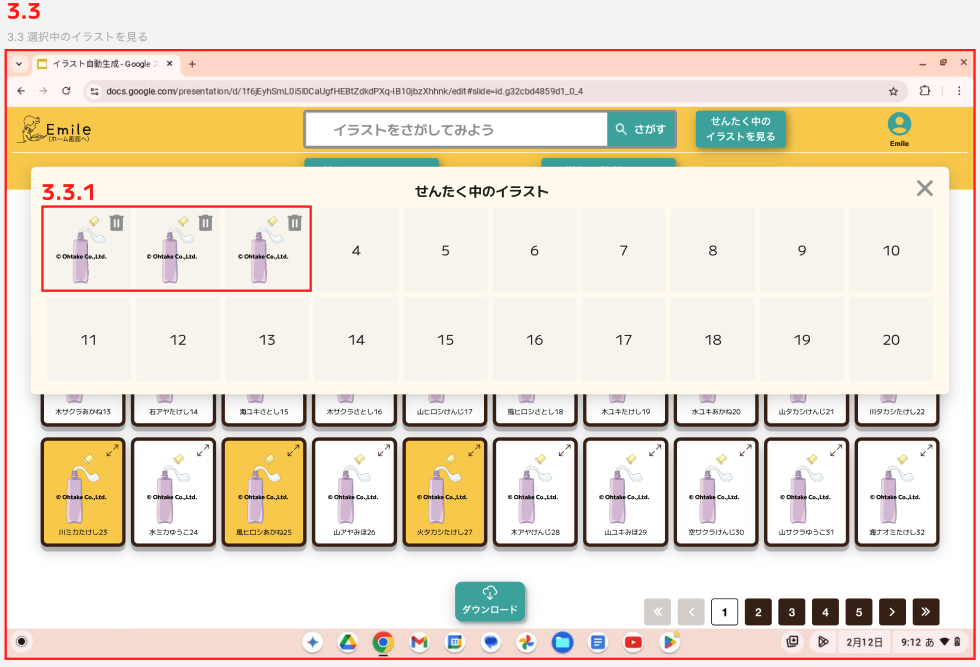 3.3
3.3 選択中のイラストを見る
イラスト自動生成 - Google ス
docs.google.com/presentation/d/1f6jEyhSmL0i5l0CaUgfHEBtZdkdPXq-IB10jbzXhhnk/edit#slide=id.g32cbd4859d1_0_4
Emile
(ホーム画面へ)
イラストをさがしてみよう
さがす
せんたく中の
イラストを見る
Emile
3.3.1
せんたく中のイラスト
© Ohtake Co.,Ltd.
© Ohtake Co.,Ltd.
© Ohtake Co.,Ltd.
4
5
6
7
8
9
10
11
12
13
14
15
16
17
18
19
20
木サクラあかね13
石アヤたけし14
海ユキさとし15
木サクラさとし16
山ヒロシけんじ17
風ヒロシさとし18
木ユキたけし19
水ユキあかね20
山タカシけんじ21
川タカシたけし22
© Ohtake Co.,Ltd.
© Ohtake Co.,Ltd.
© Ohtake Co.,Ltd.
© Ohtake Co.,Ltd.
© Ohtake Co.,Ltd.
© Ohtake Co.,Ltd.
© Ohtake Co.,Ltd.
© Ohtake Co.,Ltd.
© Ohtake Co.,Ltd.
© Ohtake Co.,Ltd.
川ミカたけし23
水ミカゆうこ24
風ヒロシあかね25
山アヤみほ26
火タカシたけし27
木アヤけんじ28
山ユキみほ29
空サクラけんじ30
山サクラゆうこ31
海ナオミたけし32
ダウンロード
1
2
3
4
5
2月12日
9:12 あ